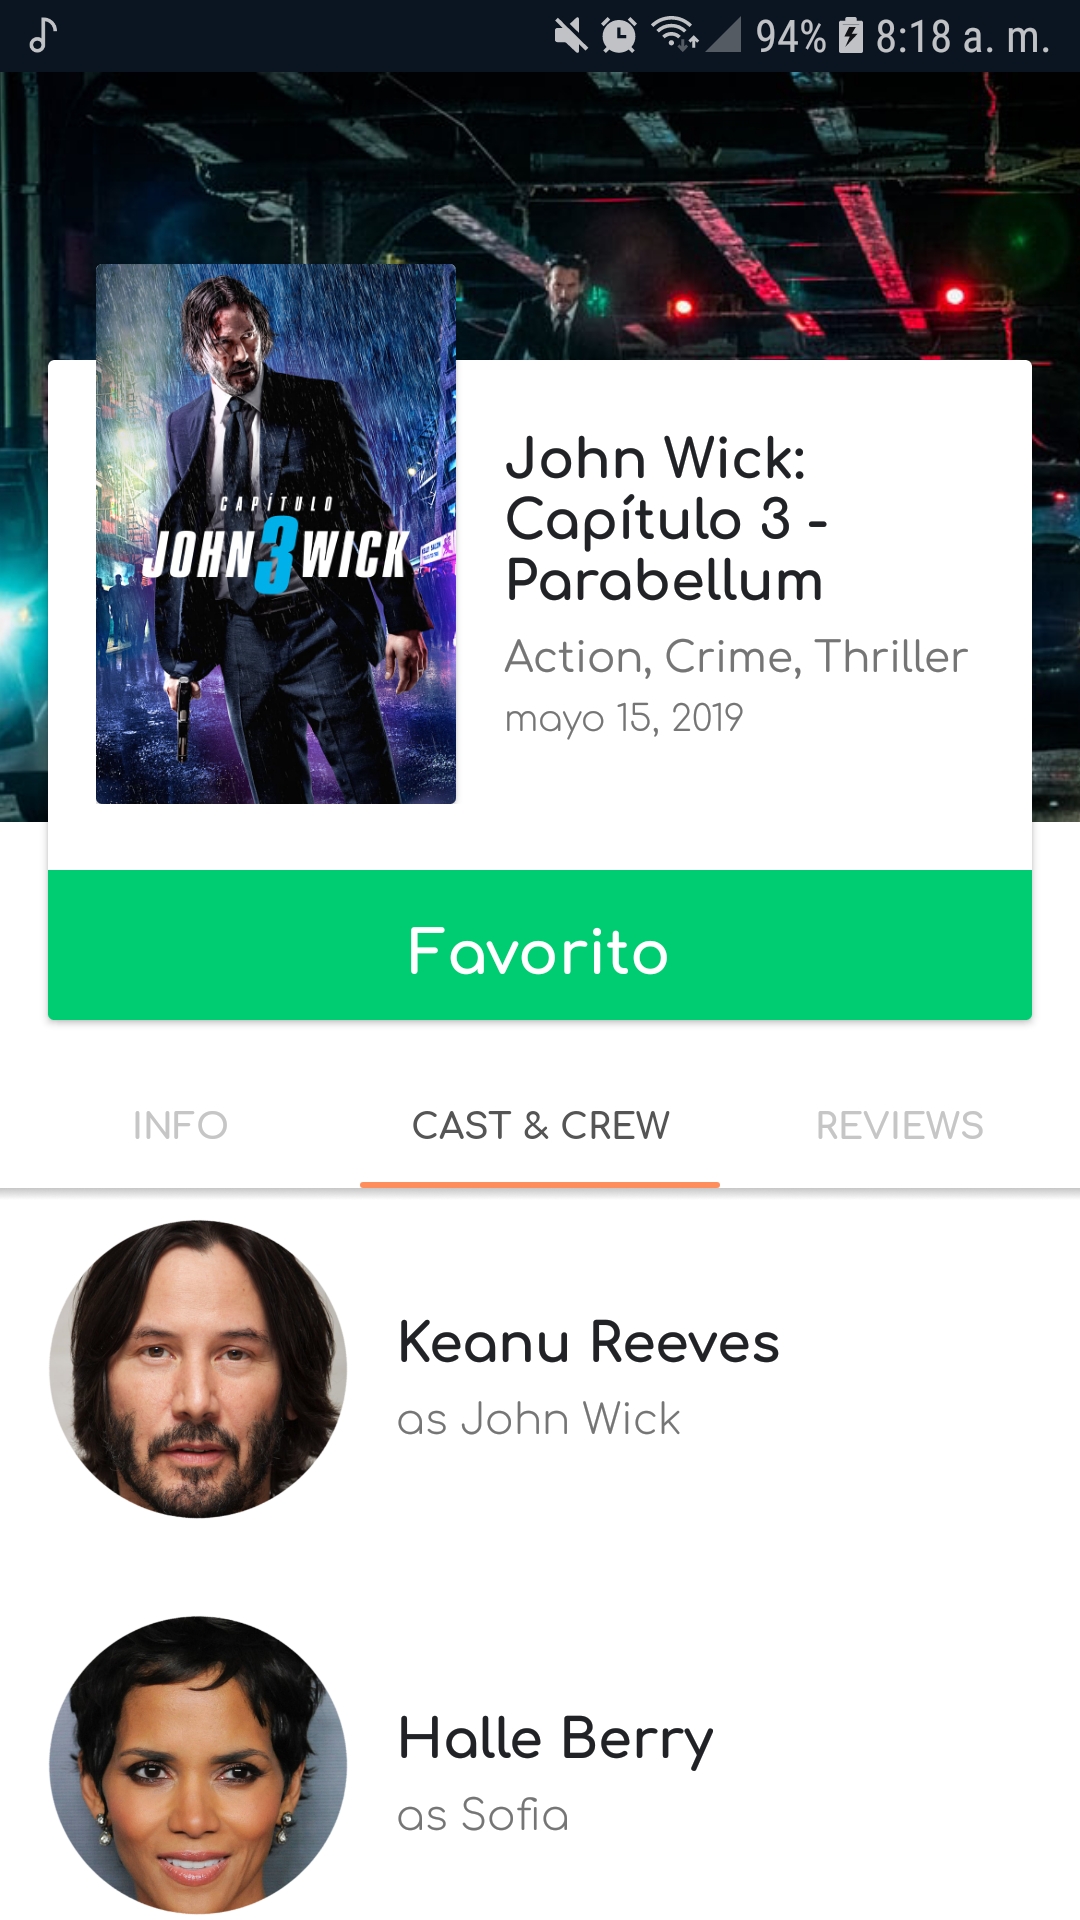 94% 8:18 a. m.
CAPÍTULO
JOHN 3 WICK
John Wick:
Capítulo 3 -
Parabellum
Action, Crime, Thriller
mayo 15, 2019
Favorito
INFO CAST & CREW REVIEWS
Keanu Reeves
as John Wick
Halle Berry
as Sofia